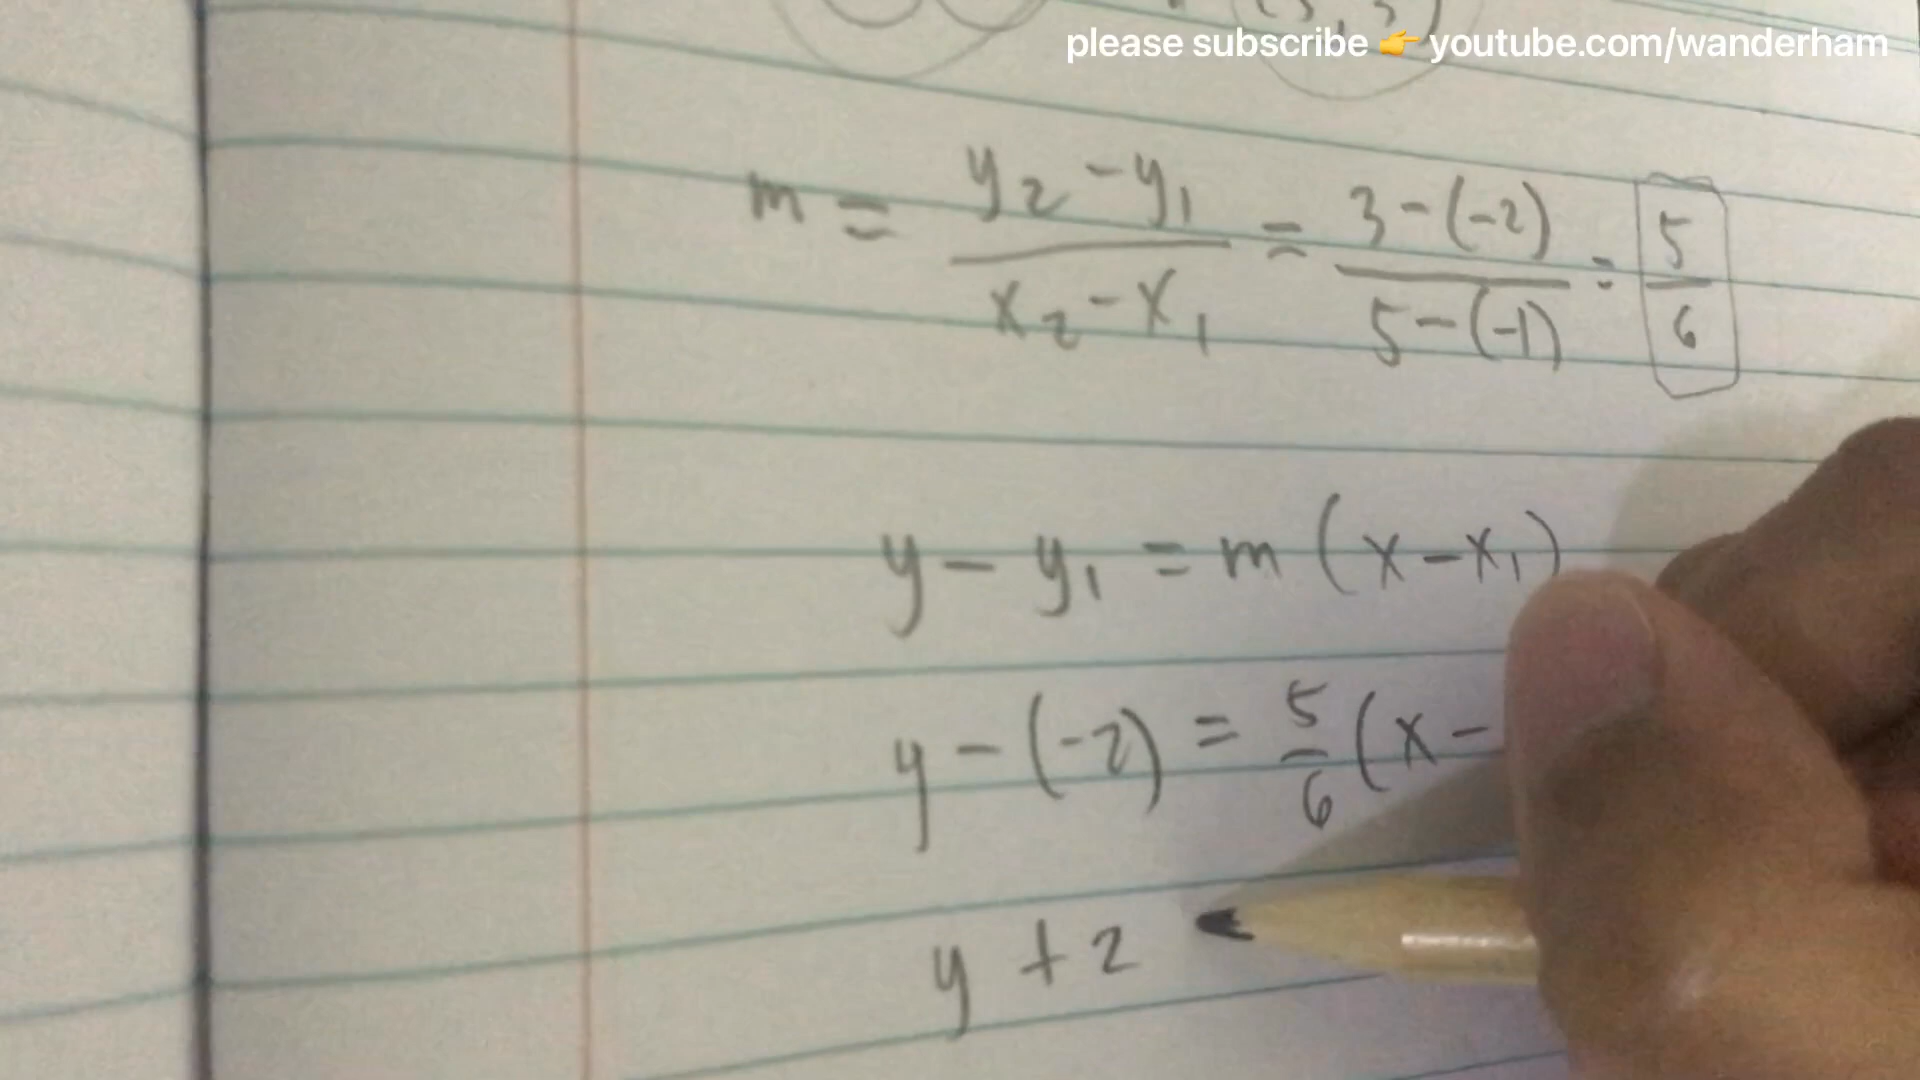 please subscribe 👉 youtube.com/wanderham
m = y₂ - y₁ / x₂ - x₁ = 3 - (-2) / 5 - (-1) = 5/6
y - y₁ = m (x - x₁)
y - (-2) = 5/6 (x -
y + 2